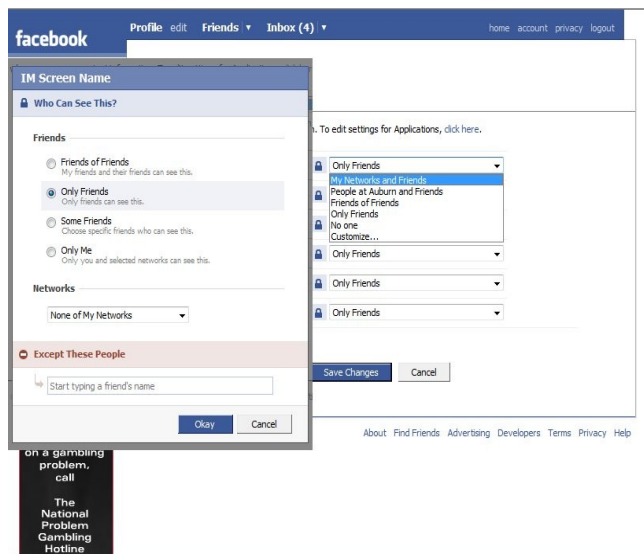 facebook
Profile edit Friends ▾ Inbox (4) ▾
home account privacy logout
IM Screen Name
Who Can See This?
Friends
Friends of Friends
My friends and their friends can see this.
Only Friends
Only friends can see this.
Some Friends
Choose specific friends who can see this.
Only Me
Only you and selected networks can see this.
Networks
None of My Networks
Except These People
Start typing a friend's name
Okay Cancel
To edit settings for Applications, click here.
Only Friends
My Networks and Friends
People at Auburn and Friends
Friends of Friends
Only Friends
No one
Customize...
Only Friends
Only Friends
Only Friends
Save Changes Cancel
About Find Friends Advertising Developers Terms Privacy Help
on a gambling
problem,
call
The
National
Problem
Gambling
Hotline